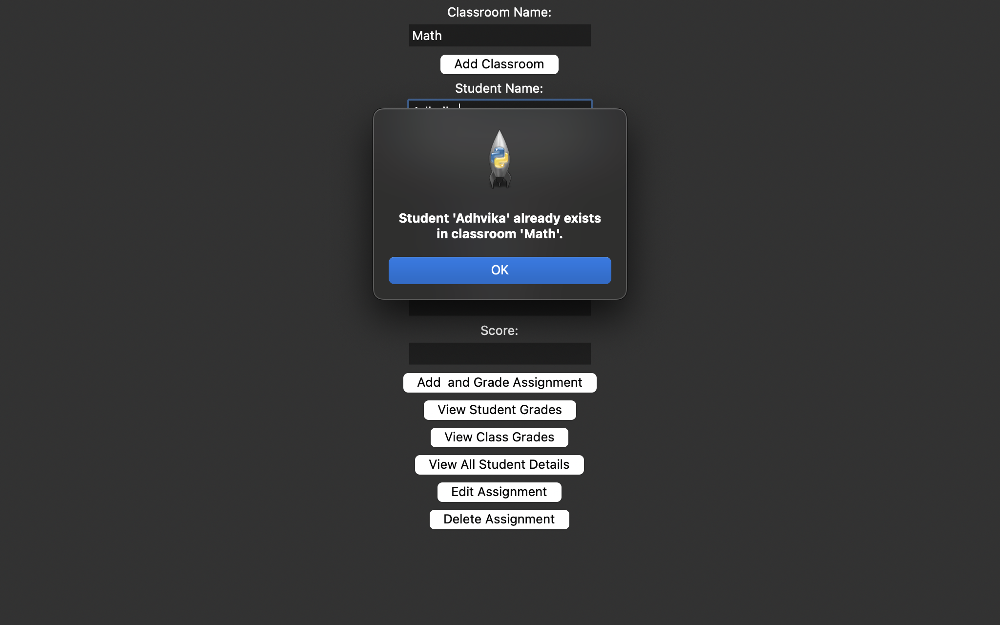 Classroom Name:
Math
Add Classroom
Student Name:
Student 'Adhvika' already exists
in classroom 'Math'.
OK
Score:
Add  and Grade Assignment
View Student Grades
View Class Grades
View All Student Details
Edit Assignment
Delete Assignment